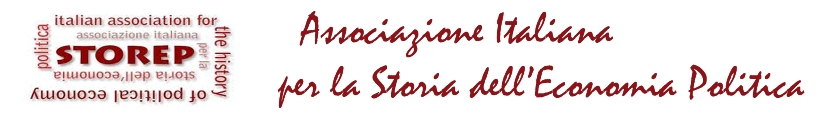 italian association for
associazione italiana
politica
STOREP
per la
the history
storia dell'economia
of political economy
Associazione Italiana
per la Storia dell'Economia Politica